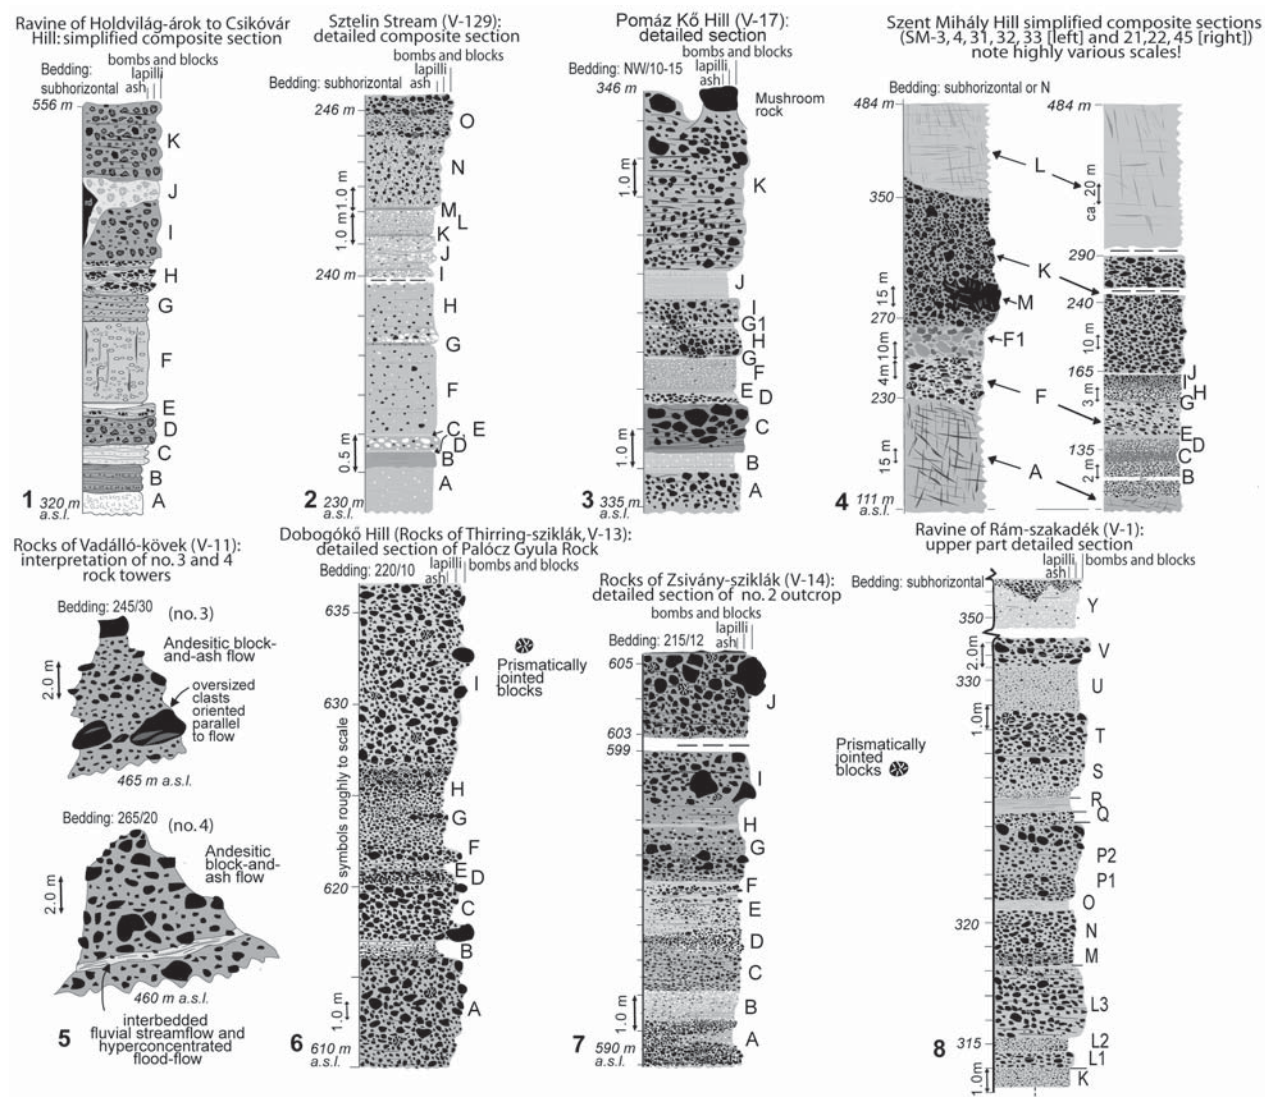 Ravine of Holdvilág-árok to Csikóvár
Hill: simplified composite section
bombs and blocks
lapilli
ash
Bedding:
subhorizontal
556 m
K
J
rd
I
H
G
F
E
D
C
B
A
1
320 m
a.s.l.
Sztelin Stream (V-129):
detailed composite section
bombs and blocks
lapilli
ash
Bedding: subhorizontal
246 m
O
N
1.0 m
M
L
1.0 m
K
J
240 m
I
H
G
F
C, E
D
0.5 m
B
A
2
230 m
a.s.l.
Pomáz Kő Hill (V-17):
detailed section
bombs and blocks
lapilli
ash
Bedding: NW/10-15
346 m
Mushroom
rock
1.0 m
K
J
I
G1
H
G
F
E
D
C
1.0 m
B
A
3
335 m
a.s.l.
Szent Mihály Hill simplified composite sections
(SM-3, 4, 31, 32, 33 [left] and 21,22, 45 [right])
note highly various scales!
Bedding: subhorizontal or N
484 m
484 m
L
ca. 20 m
350
290
K
15 m
M
240
270
F1
10 m
10 m
4 m
165
J
I
H
3 m
G
F
230
E
D
135
C
15 m
A
2 m
B
4
111 m
a.s.l.
Rocks of Vadálló-kövek (V-11):
interpretation of no. 3 and 4
rock towers
Bedding: 245/30
(no. 3)
Andesitic block-
and-ash flow
2.0 m
oversized
clasts
oriented
parallel
to flow
465 m a.s.l.
Bedding: 265/20
(no. 4)
Andesitic
block-and-
ash flow
2.0 m
460 m a.s.l.
5
interbedded
fluvial streamflow and
hyperconcentrated
flood-flow
Dobogókő Hill (Rocks of Thirring-sziklák, V-13):
detailed section of Palócz Gyula Rock
lapilli
bombs and blocks
ash
Bedding: 220/10
635
Prismatically
jointed
blocks
I
630
symbols roughly to scale
H
G
F
E
D
620
C
B
A
1.0 m
6
610 m
a.s.l.
Rocks of Zsivány-sziklák (V-14):
detailed section of no. 2 outcrop
bombs and blocks
lapilli
ash
Bedding: 215/12
605
J
603
599
I
H
G
F
E
D
C
B
1.0 m
A
7
590 m
a.s.l.
Ravine of Rám-szakadék (V-1):
upper part detailed section
lapilli
bombs and blocks
ash
Bedding: subhorizontal
Y
350
2.0m
V
330
U
1.0m
T
Prismatically
jointed
blocks
S
R
Q
P2
P1
O
320
N
M
L3
8
315
L2
L1
1.0m
K